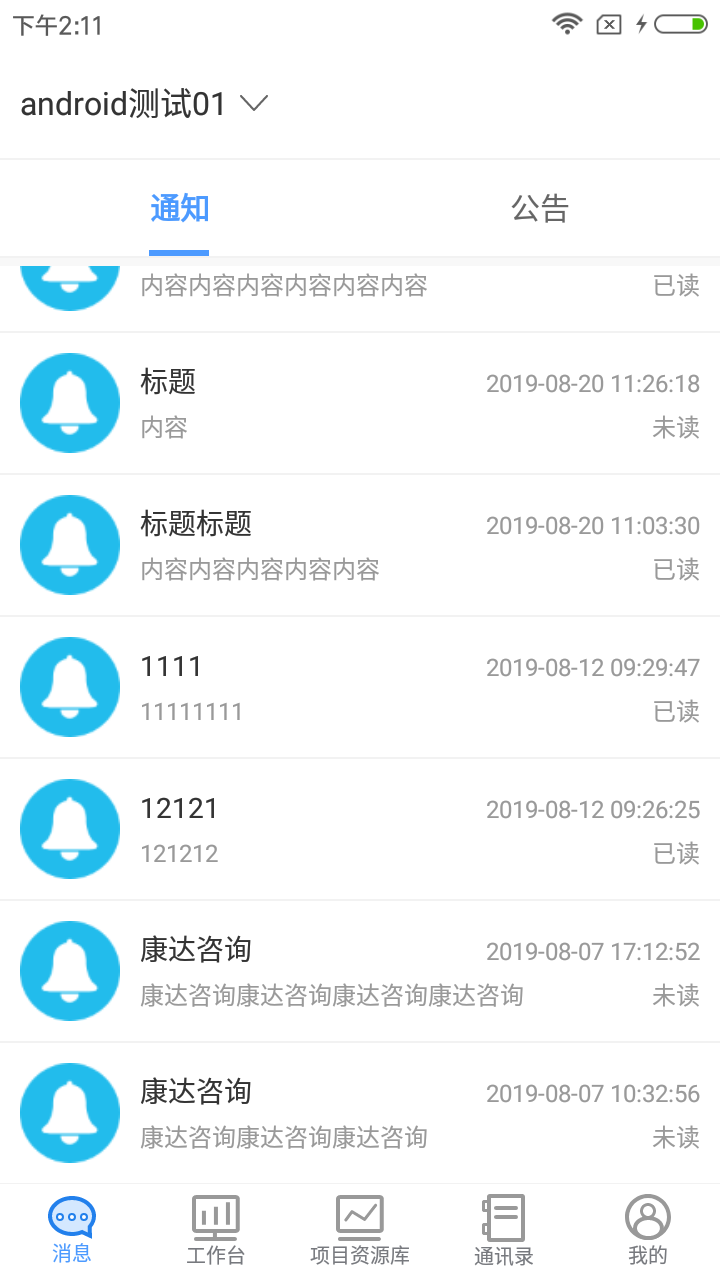 下午2:11
android测试01
通知 公告
内容内容内容内容内容内容 已读
标题 2019-08-20 11:26:18
内容 未读
标题标题 2019-08-20 11:03:30
内容内容内容内容内容 已读
1111 2019-08-12 09:29:47
11111111 已读
12121 2019-08-12 09:26:25
121212 已读
康达咨询 2019-08-07 17:12:52
康达咨询康达咨询康达咨询康达咨询 未读
康达咨询 2019-08-07 10:32:56
康达咨询康达咨询康达咨询 未读
消息 工作台 项目资源库 通讯录 我的